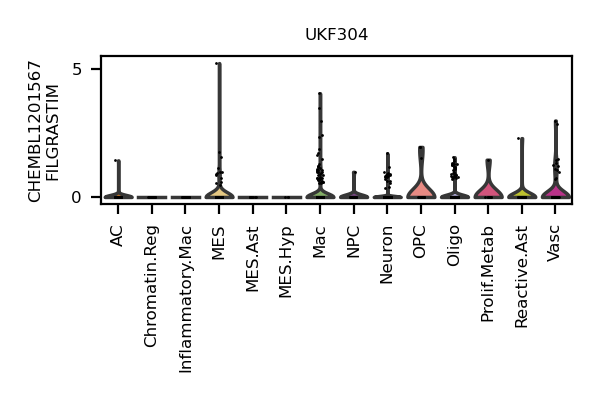 UKF304
CHEMBL1201567
FILGRASTIM
5
0
AC
Chromatin.Reg
Inflammatory.Mac
MES
MES.Ast
MES.Hyp
Mac
NPC
Neuron
OPC
Oligo
Prolif.Metab
Reactive.Ast
Vasc